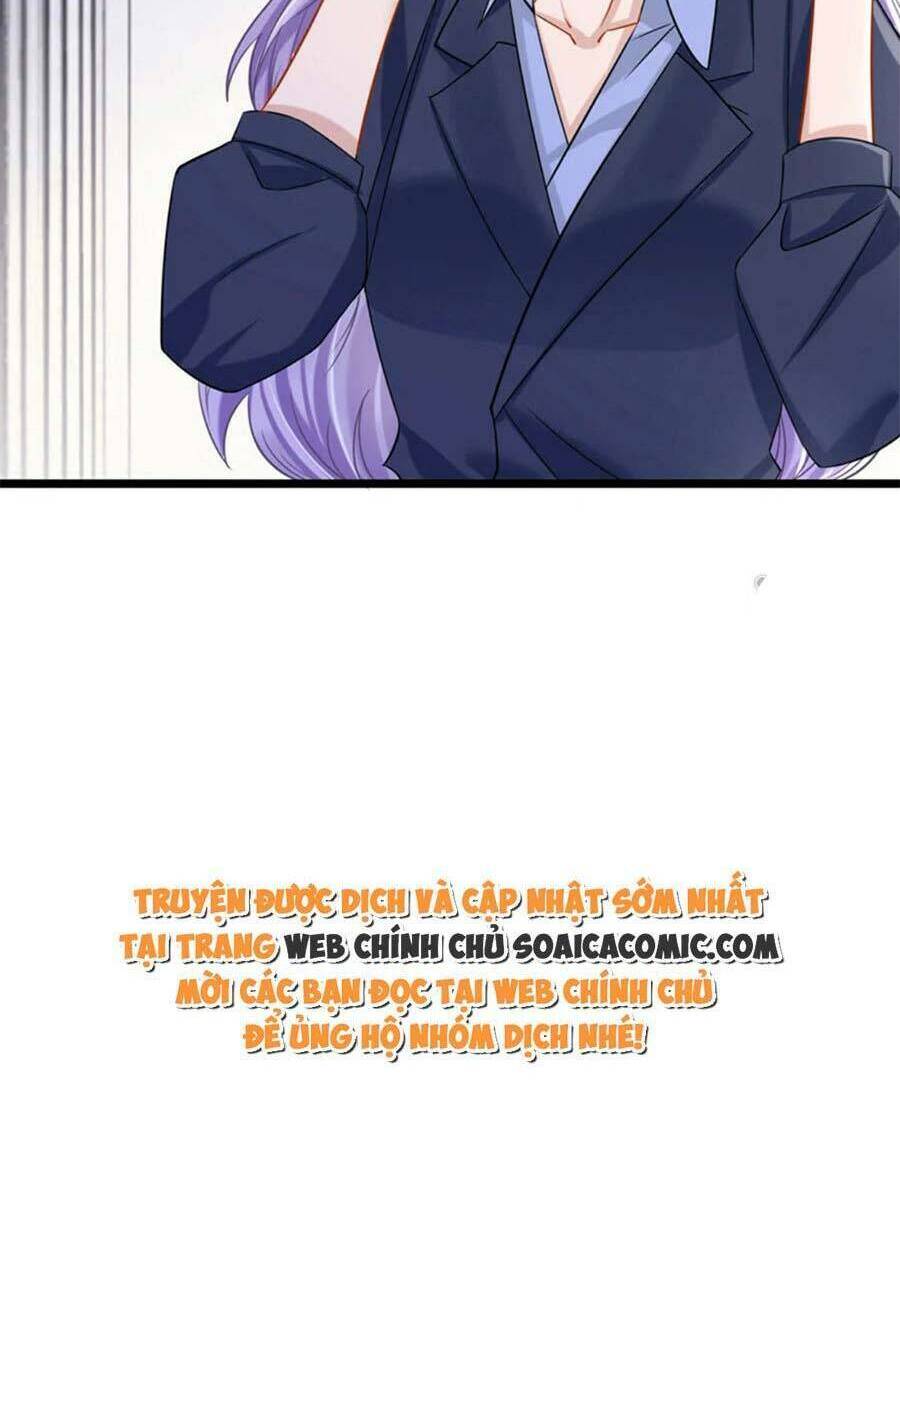 TRUYỆN ĐƯỢC DỊCH VÀ CẬP NHẬT SỚM NHẤT
TẠI TRANG WEB CHÍNH CHỦ SOAICACOMIC.COM
MỜI CÁC BẠN ĐỌC TẠI WEB CHÍNH CHỦ
ĐỂ ỦNG HỘ NHÓM DỊCH NHÉ!